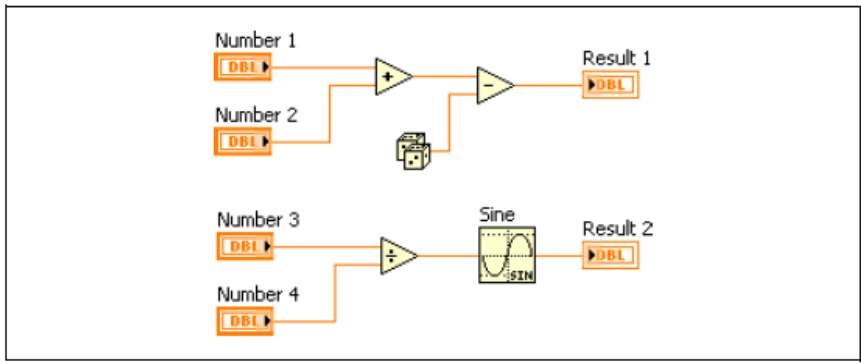 Number 1
DBL
+
-
Result 1
DBL
Number 2
DBL
Number 3
DBL
÷
Sine
SIN
Result 2
DBL
Number 4
DBL